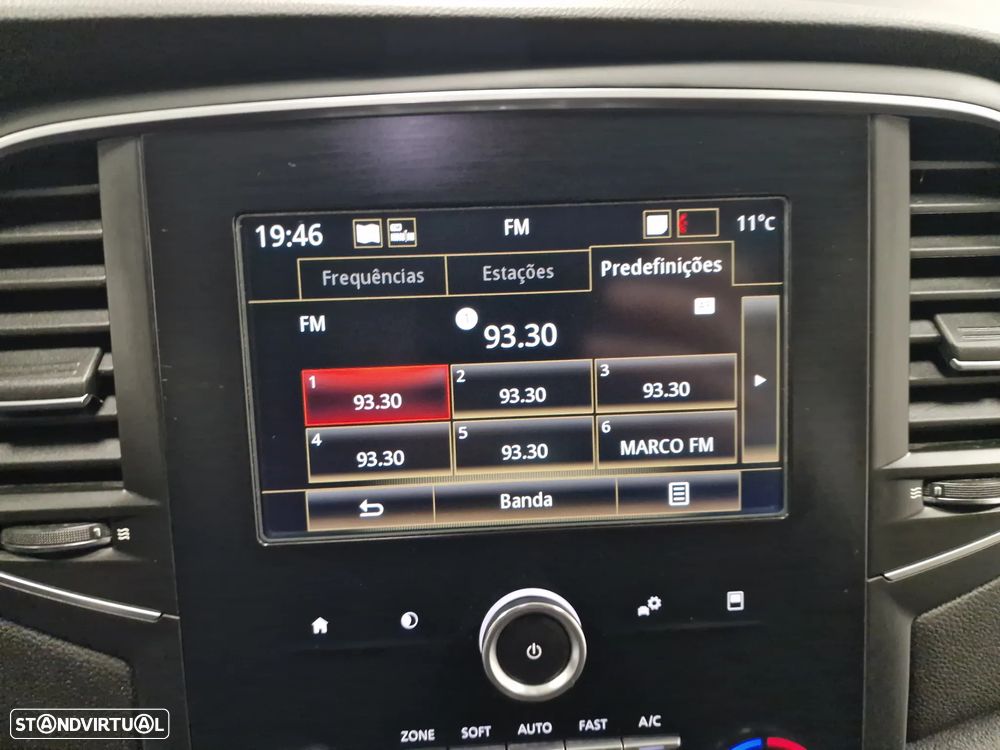 19:46 FM 11°C
Frequências Estações Predefinições
FM 1 93.30
1 93.30 2 93.30 3 93.30
4 93.30 5 93.30 6 MARCO FM
Banda
ZONE SOFT AUTO FAST A/C
STANDVIRTUAL